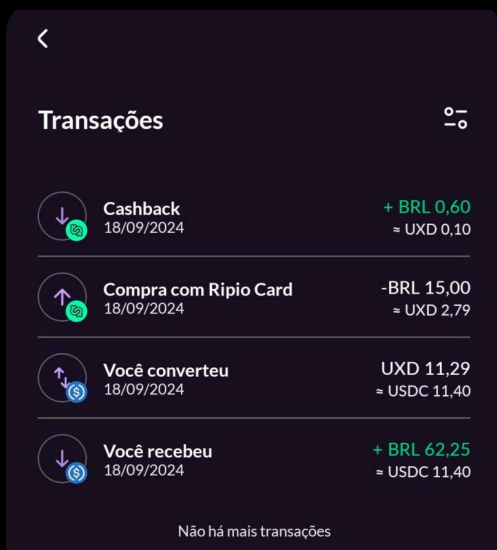 Transações
Cashback
+ BRL 0,60
18/09/2024
≈ UXD 0,10
Compra com Ripio Card
-BRL 15,00
18/09/2024
≈ UXD 2,79
Você converteu
UXD 11,29
18/09/2024
≈ USDC 11,40
Você recebeu
+ BRL 62,25
18/09/2024
≈ USDC 11,40
Não há mais transações